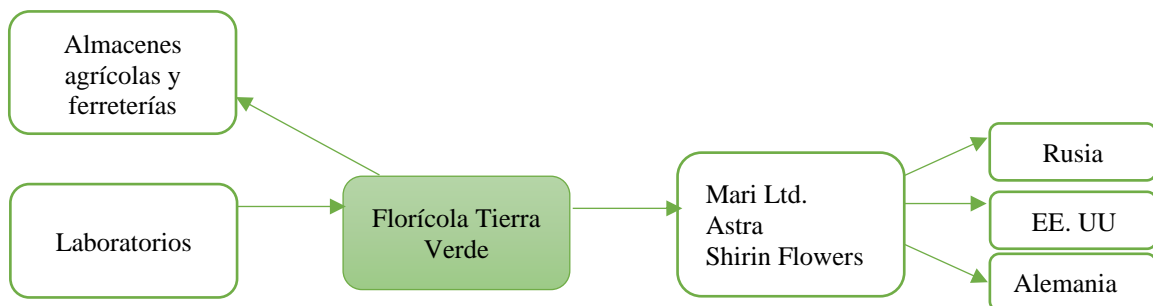 Almacenes
agrícolas y
ferreterías
Laboratorios
Florícola Tierra
Verde
Mari Ltd.
Astra
Shirin Flowers
Rusia
EE. UU
Alemania